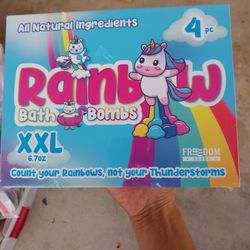 All Natural Ingredients
4 pc
Rainbow
Bath Bombs
XXL
6.7oz
FREEDOM
Count your Rainbows, not your Thunderstorms